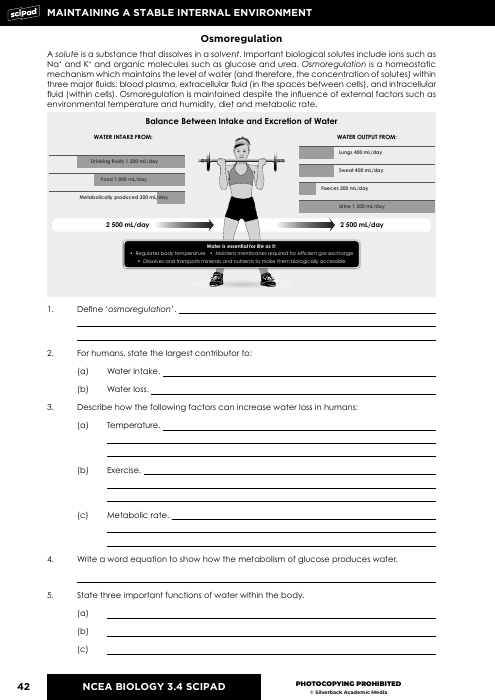 scipad MAINTAINING A STABLE INTERNAL ENVIRONMENT
Osmoregulation
A solute is a substance that dissolves in a solvent. Important biological solutes include ions such as
Na⁺ and K⁺ and organic molecules such as glucose and urea. Osmoregulation is a homeostatic
mechanism which maintains the level of water (and therefore, the concentration of solutes) within
three major fluids: blood plasma, extracellular fluid (in the spaces between cells), and intracellular
fluid (within cells). Osmoregulation is maintained despite the influence of external factors such as
environmental temperature and humidity, diet and metabolic rate.
Balance Between Intake and Excretion of Water
WATER INTAKE FROM:
Drinking fluids 1 200 mL/day
Food 1 000 mL/day
Metabolically produced 300 mL/day
2 500 mL/day
WATER OUTPUT FROM:
Lungs 400 mL/day
Sweat 400 mL/day
Faeces 200 mL/day
Urine 1 500 mL/day
2 500 mL/day
Water is essential for life as it:
• Regulates body temperature • Moistens membranes required for efficient gas exchange
• Dissolves and transports minerals and nutrients to make them biologically accessible
1. Define 'osmoregulation'.
2. For humans, state the largest contributor to:
(a) Water intake.
(b) Water loss.
3. Describe how the following factors can increase water loss in humans:
(a) Temperature.
(b) Exercise.
(c) Metabolic rate.
4. Write a word equation to show how the metabolism of glucose produces water.
5. State three important functions of water within the body.
(a)
(b)
(c)
42 NCEA BIOLOGY 3.4 SCIPAD
PHOTOCOPYING PROHIBITED
© Silverback Academic Media